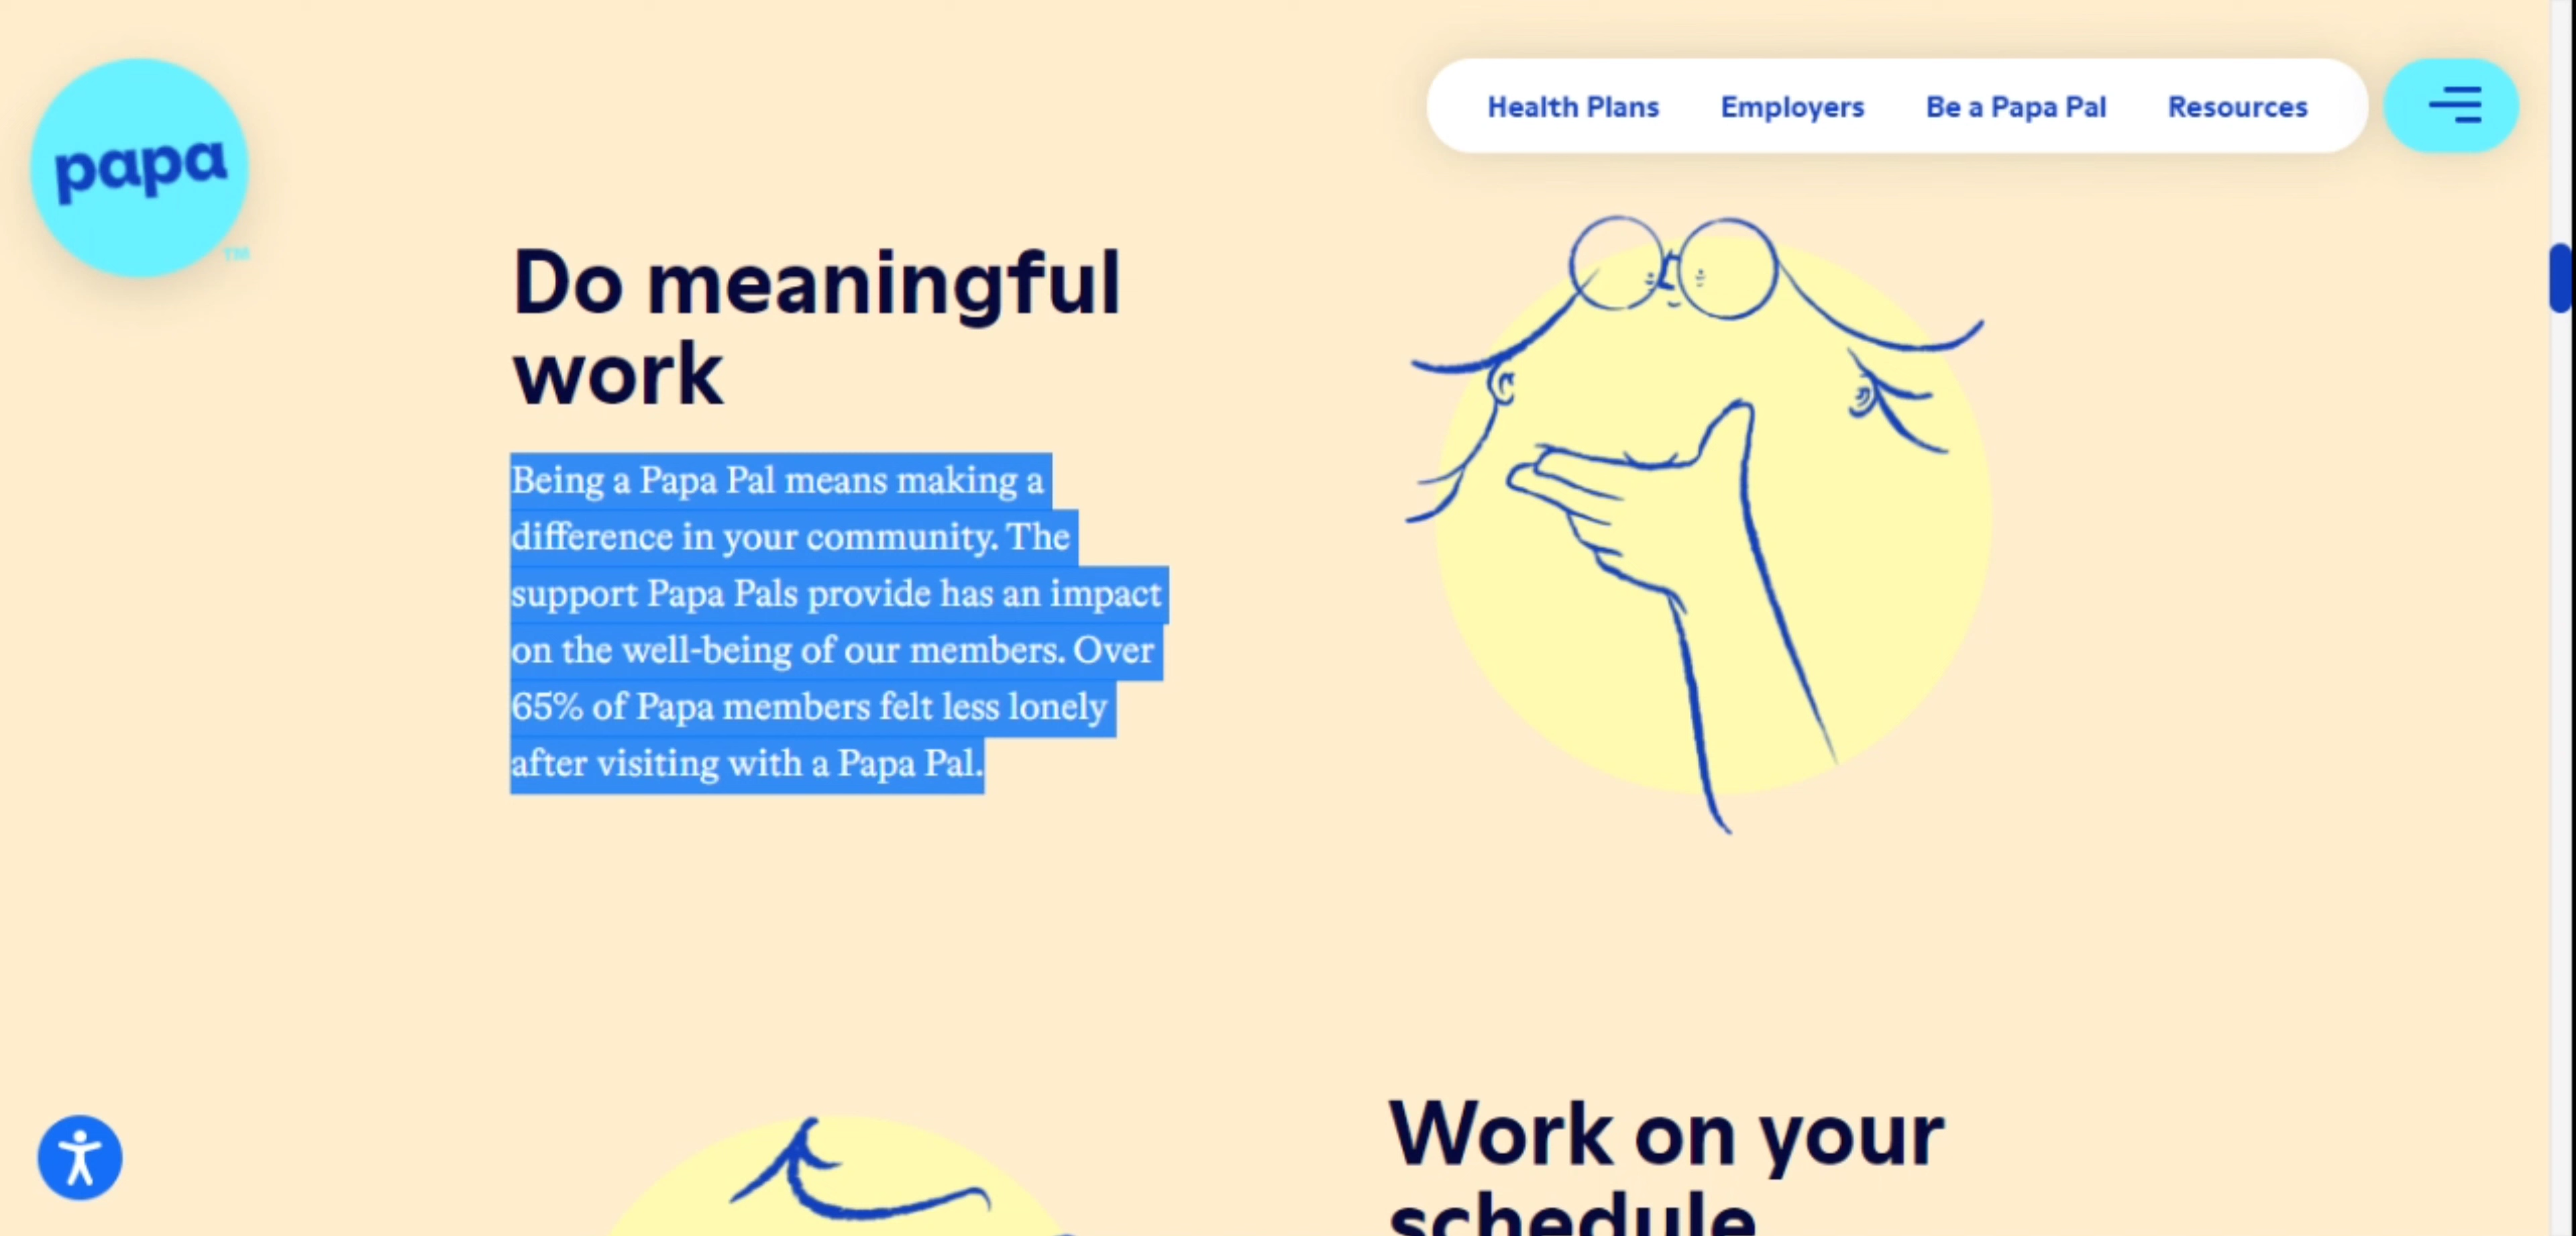 papa
TM
Health Plans
Employers
Be a Papa Pal
Resources
Do meaningful
work
Being a Papa Pal means making a
difference in your community. The
support Papa Pals provide has an impact
on the well-being of our members. Over
65% of Papa members felt less lonely
after visiting with a Papa Pal.
Work on your
schedule